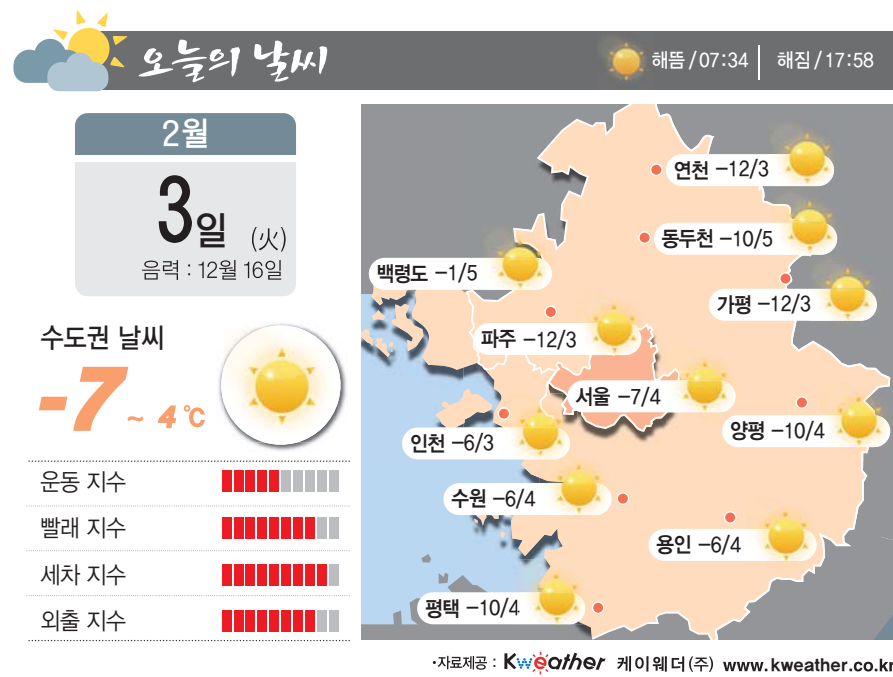 오늘의 날씨
해뜸 / 07:34 | 해짐 / 17:58
2월
3일 (火)
음력 : 12월 16일
수도권 날씨
-7 ~ 4℃
운동 지수
빨래 지수
세차 지수
외출 지수
연천 −12/3
동두천 −10/5
백령도 −1/5
가평 −12/3
파주 −12/3
서울 −7/4
양평 −10/4
인천 −6/3
수원 −6/4
용인 −6/4
평택 −10/4
·자료제공 : Kweather 케이웨더(주) www.kweather.co.kr